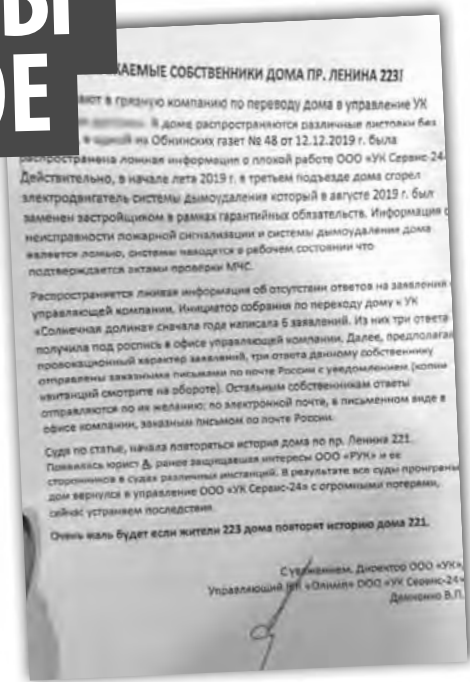 ОЕ
АЕМЫЕ СОБСТВЕННИКИ ДОМА ПР. ЛЕНИНА 223!
ют в грязную компанию по переводу дома в управление УК
В доме распространяются различные листовки без
в одной из Обнинских газет № 48 от 12.12.2019 г. была
распространена ложная информация о плохой работе ООО «УК Сервис-24»
Действительно, в начале лета 2019 г. в третьем подъезде дома сгорел
электродвигатель системы дымоудаления который в августе 2019 г. был
заменен застройщиком в рамках гарантийных обязательств. Информация о
неисправности пожарной сигнализации и системы дымоудаления дома
является ложью, системы находятся в рабочем состоянии что
подтверждается актами проверки МЧС.
Распространяется лживая информация об отсутствии ответов на заявления
управляющей компании. Инициатор собрания по переходу дому к УК
«Солнечная долина» сначала года написала 6 заявлений. Из них три ответа
получила под роспись в офисе управляющей компании. Далее, предполагая
провокационный характер заявлений, три ответа данному собственнику
отправлены заказными письмами по почте России с уведомлением (копии
квитанций смотрите на обороте). Остальным собственникам ответы
отправляются по их желанию: по электронной почте, в письменном виде в
офисе компании, заказным письмом по почте России.
Судя по статье, начала повторяться история дома по пр. Ленина 221.
Появилась юрист А, ранее защищавшая интересы ООО «РУК» и ее
сторонников в судах различных инстанций. В результате все суды проиграны
дом вернулся в управление ООО «УК Сервис-24» с огромными потерями,
сейчас устраняем последствия.
Очень жаль будет если жители 223 дома повторят историю дома 221.
С уважением, Директор ООО «УК»,
Управляющий «Олимп» ООО «УК Сервис-24»
Демченко В.П.